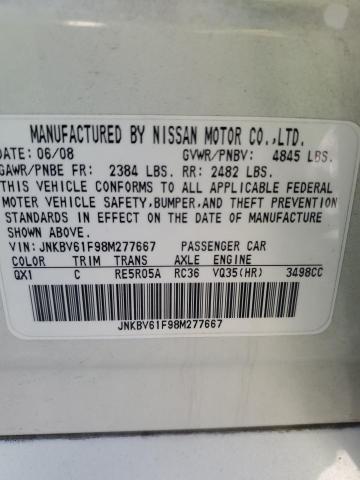 MANUFACTURED BY NISSAN MOTOR CO.,LTD.
DATE: 06/08 GVWR/PNBV: 4845 LBS.
GAWR/PNBE FR: 2384 LBS. RR: 2482 LBS.
THIS VEHICLE CONFORMS TO ALL APPLICABLE FEDERAL
MOTOR VEHICLE SAFETY,BUMPER,AND THEFT PREVENTION
STANDARDS IN EFFECT ON THE DATE OF MANUFACTURE
SHOWN ABOVE.
VIN: JNKBV61F98M277667 PASSENGER CAR
COLOR TRIM TRANS AXLE ENGINE
QX1 C RE5R05A RC36 VQ35(HR) 3498CC
JNKBV61F98M277667